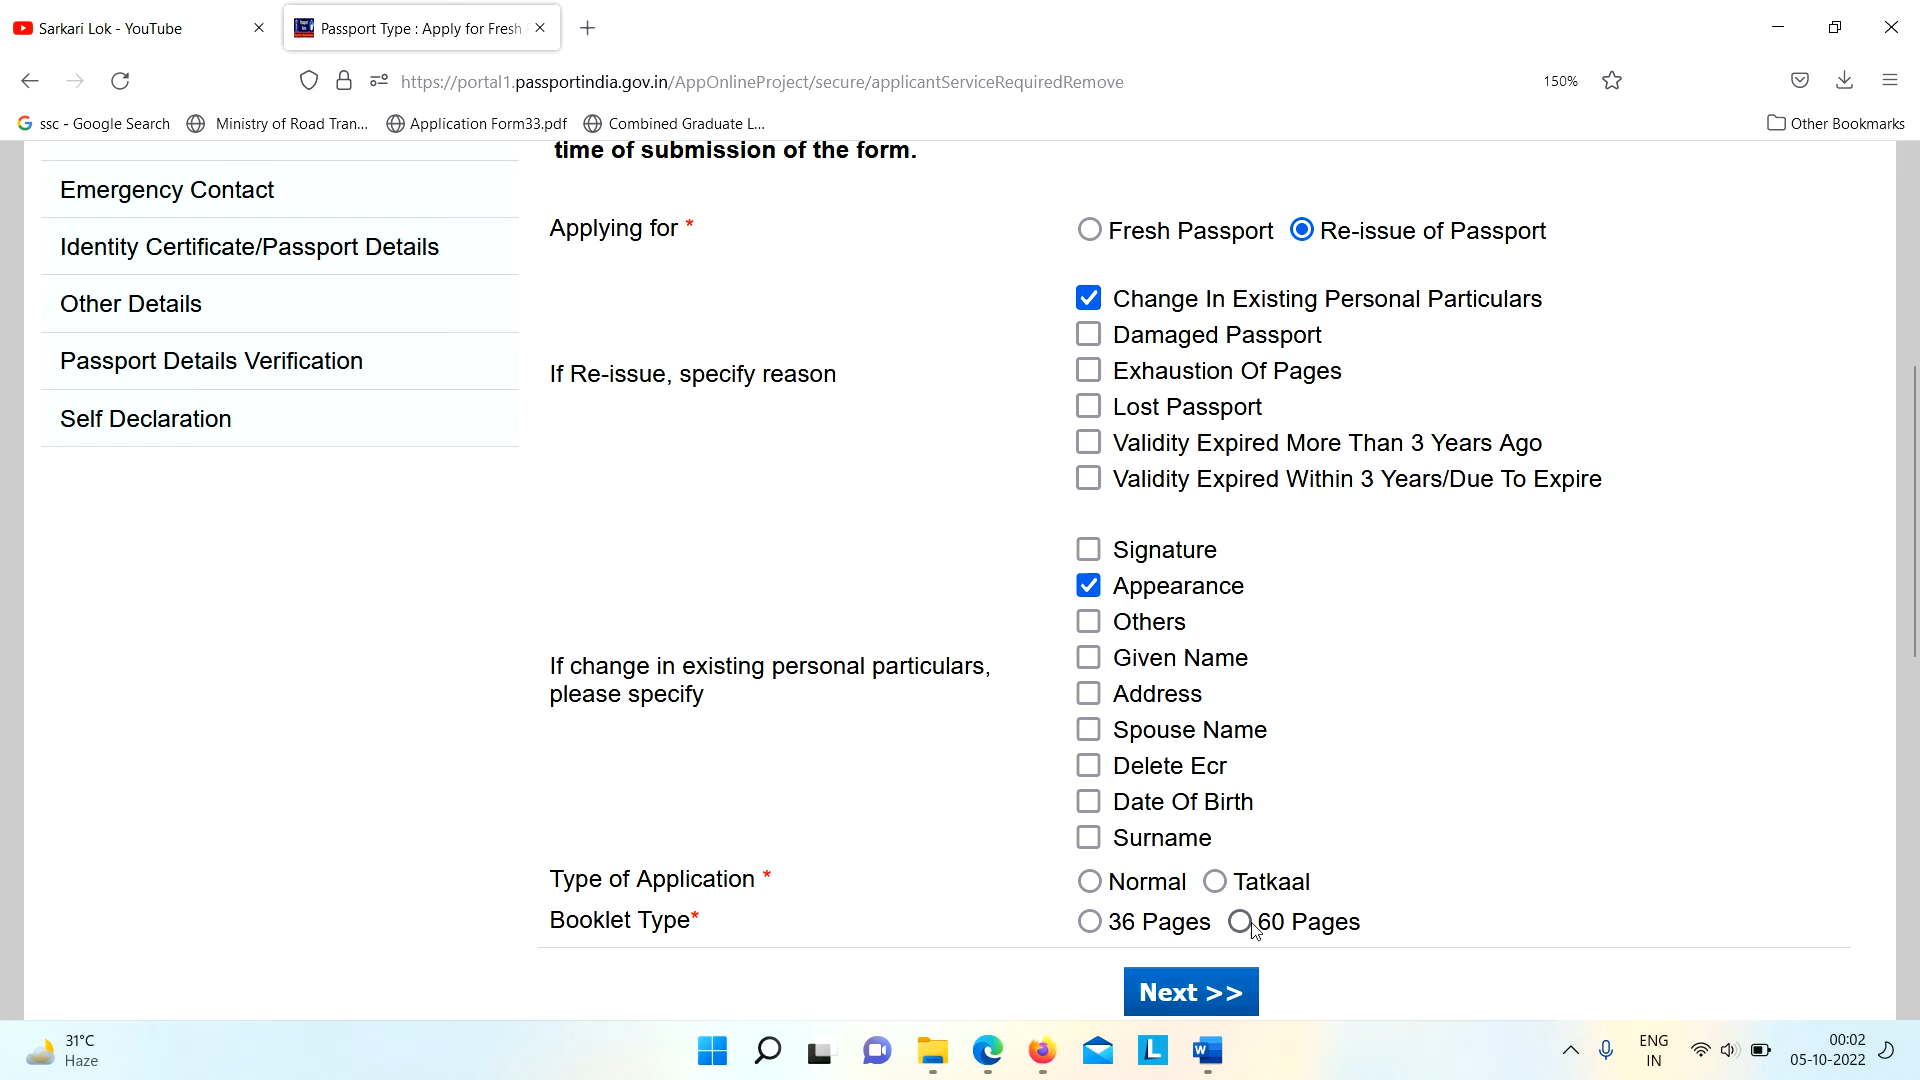 Sarkari Lok - YouTube
Passport Type : Apply for Fresh
https://portal1.passportindia.gov.in/AppOnlineProject/secure/applicantServiceRequiredRemove
150%
ssc - Google Search
Ministry of Road Tran...
Application Form33.pdf
Combined Graduate L...
Other Bookmarks
time of submission of the form.
Emergency Contact
Identity Certificate/Passport Details
Other Details
Passport Details Verification
Self Declaration
Applying for *
Fresh Passport
Re-issue of Passport
If Re-issue, specify reason
Change In Existing Personal Particulars
Damaged Passport
Exhaustion Of Pages
Lost Passport
Validity Expired More Than 3 Years Ago
Validity Expired Within 3 Years/Due To Expire
If change in existing personal particulars,
please specify
Signature
Appearance
Others
Given Name
Address
Spouse Name
Delete Ecr
Date Of Birth
Surname
Type of Application *
Normal
Tatkaal
Booklet Type*
36 Pages
60 Pages
Next >>
31°C
Haze
L
W
ENG
IN
00:02
05-10-2022